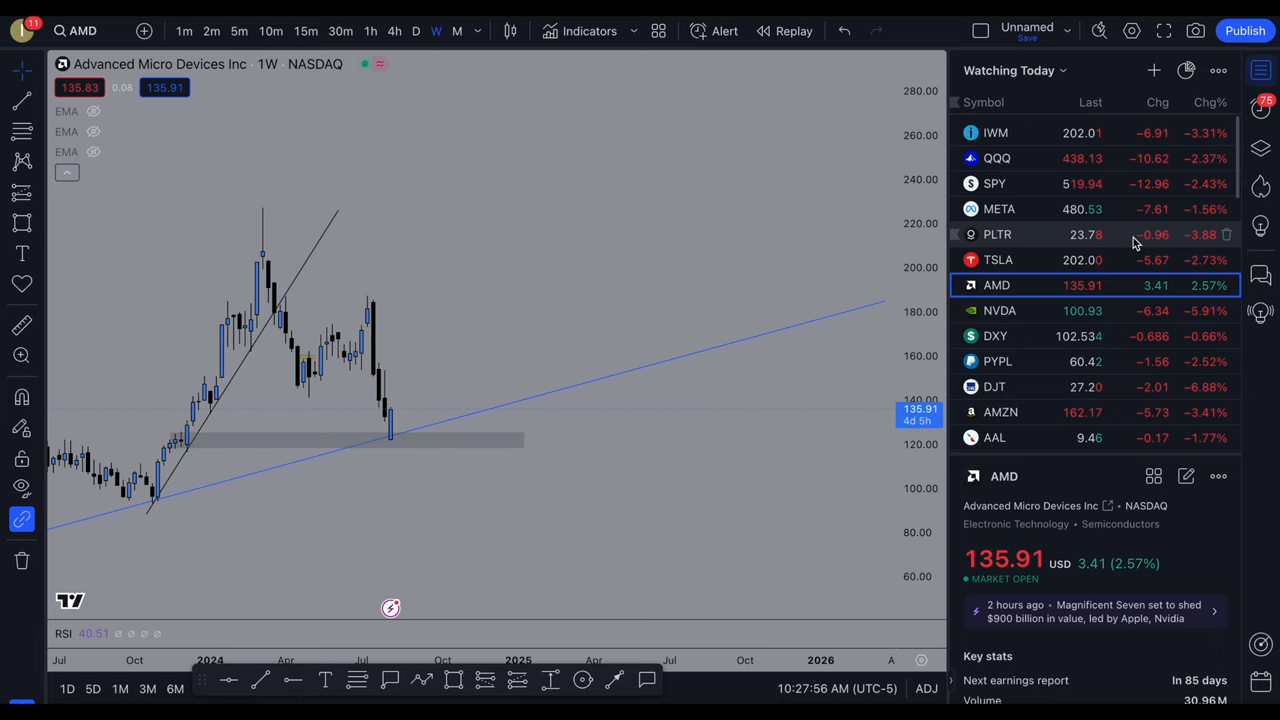 I
11
AMD
1m 2m 5m 10m 15m 30m 1h 4h D W M
Indicators
Alert
Replay
Unnamed
Save
Publish
Advanced Micro Devices Inc · 1W · NASDAQ
135.83 0.08 135.91
EMA
EMA
EMA
280.00
260.00
240.00
220.00
200.00
180.00
160.00
140.00
135.91
4d 5h
120.00
100.00
80.00
60.00
RSI 40.51 ø ø ø ø
Jul Oct 2024 Apr Jul Oct 2025 Apr Jul Oct 2026 A
1D 5D 1M 3M 6M
10:27:56 AM (UTC-5) ADJ
Watching Today
Symbol Last Chg Chg%
IWM 202.01 −6.91 −3.31%
QQQ 438.13 −10.62 −2.37%
SPY 519.94 −12.96 −2.43%
META 480.53 −7.61 −1.56%
PLTR 23.78 −0.96 −3.88
TSLA 202.00 −5.67 −2.73%
AMD 135.91 3.41 2.57%
NVDA 100.93 −6.34 −5.91%
DXY 102.534 −0.686 −0.66%
PYPL 60.42 −1.56 −2.52%
DJT 27.20 −2.01 −6.88%
AMZN 162.17 −5.73 −3.41%
AAL 9.46 −0.17 −1.77%
AMD
Advanced Micro Devices Inc • NASDAQ
Electronic Technology • Semiconductors
135.91 USD 3.41 (2.57%)
MARKET OPEN
2 hours ago • Magnificent Seven set to shed
$900 billion in value, led by Apple, Nvidia
Key stats
Next earnings report In 85 days
Volume 30.96M
75